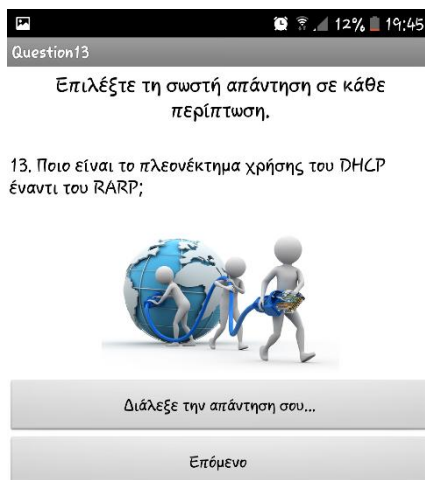 12% 19:45
Question13
Επιλέξτε τη σωστή απάντηση σε κάθε
περίπτωση.
13. Ποιο είναι το πλεονέκτημα χρήσης του DHCP
έναντι του RARP;
Διάλεξε την απάντηση σου...
Επόμενο